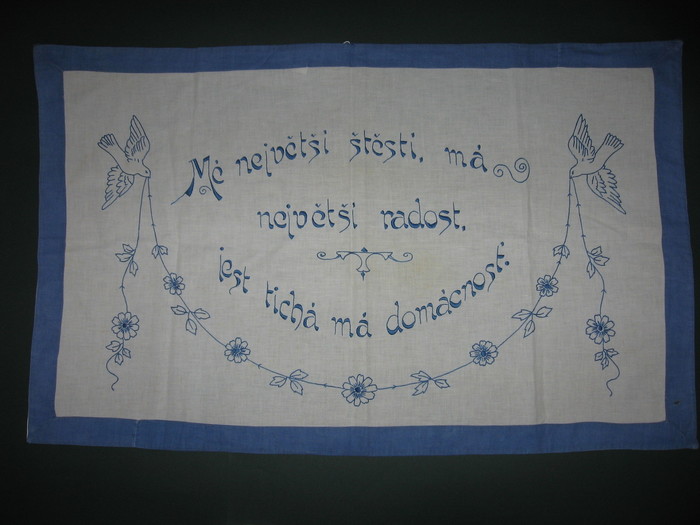 Mé největší štěstí, má
největší radost,
jest tichá má domácnost!